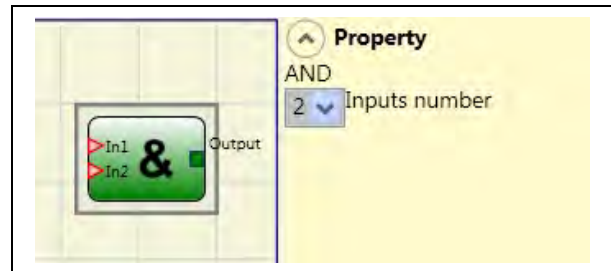 In1
In2
&
Output
Property
AND
2 Inputs number